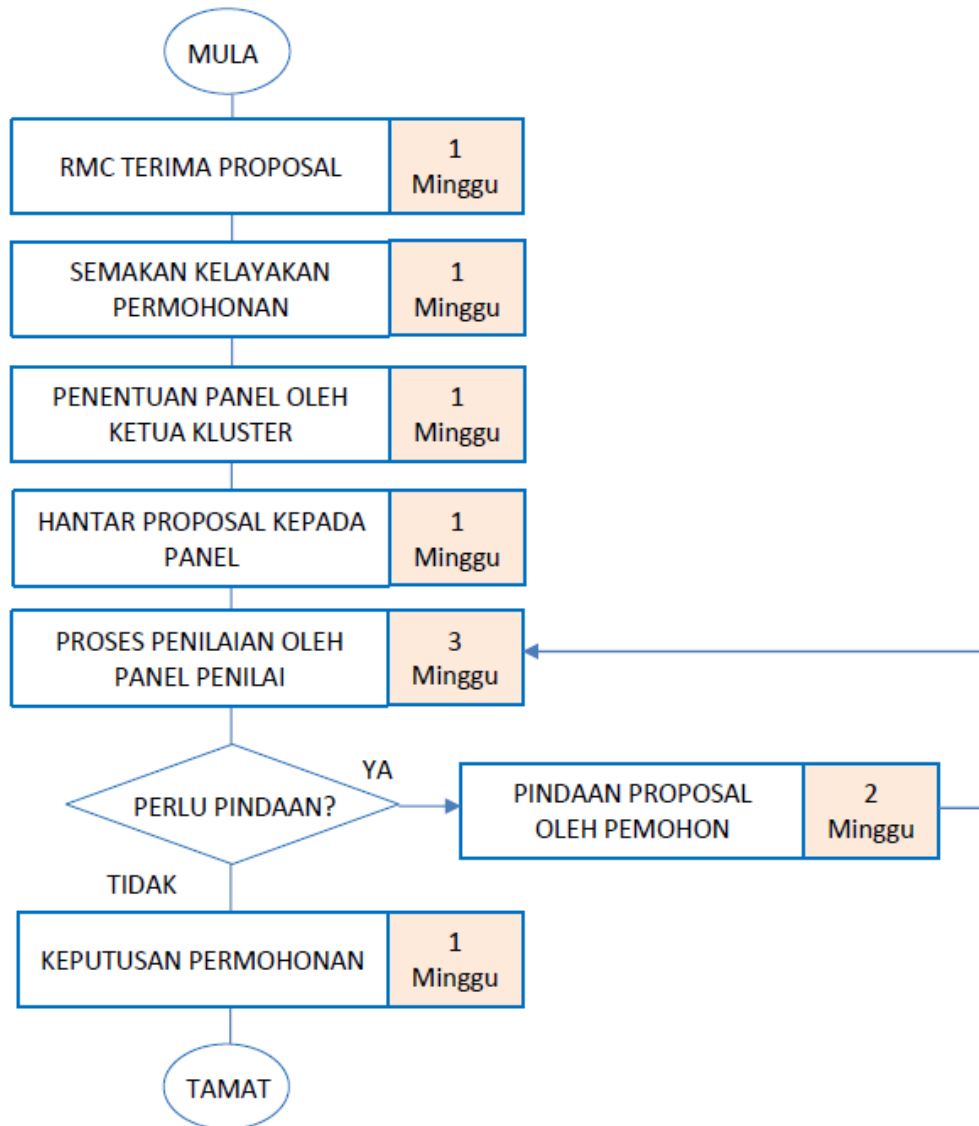 MULA
RMC TERIMA PROPOSAL
1
Minggu
SEMAKAN KELAYAKAN
PERMOHONAN
1
Minggu
PENENTUAN PANEL OLEH
KETUA KLUSTER
1
Minggu
HANTAR PROPOSAL KEPADA
PANEL
1
Minggu
PROSES PENILAIAN OLEH
PANEL PENILAI
3
Minggu
PERLU PINDAAN?
YA
PINDAAN PROPOSAL
OLEH PEMOHON
2
Minggu
TIDAK
KEPUTUSAN PERMOHONAN
1
Minggu
TAMAT